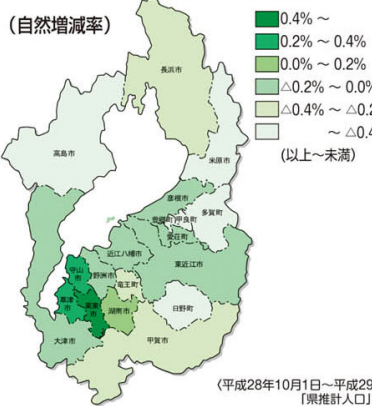 (自然増減率)
0.4% ~
0.2% ~ 0.4%
0.0% ~ 0.2%
△0.2% ~ 0.0%
△0.4% ~ △0.2
~ △0.4
(以上~未満)
長浜市
高島市
米原市
彦根市
多賀町
豊郷町
甲良町
愛荘町
近江八幡市
東近江市
守山市
野洲市
竜王町
草津市
栗東市
湖南市
日野町
大津市
甲賀市
〈平成28年10月1日~平成29
「県推計人口」